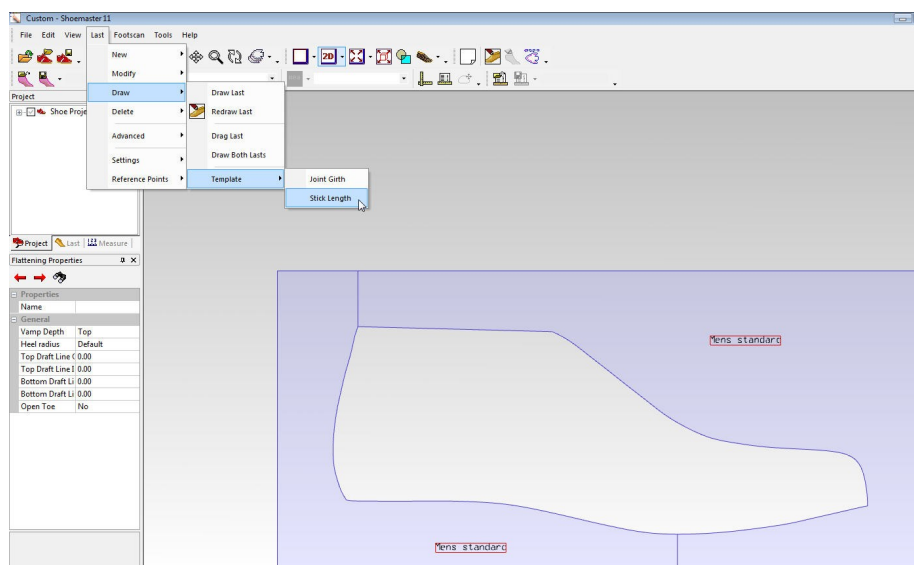 Custom - Shoemaster 11
File Edit View Last Footscan Tools Help
New
Modify
Draw
Delete
Advanced
Settings
Reference Points
Draw Last
Redraw Last
Drag Last
Draw Both Lasts
Template
Joint Girth
Stick Length
2D
Project
Shoe Proje
Project Last Measure
Flattening Properties
Properties
Name
General
Vamp Depth Top
Heel radius Default
Top Draft Line ( 0.00
Top Draft Line I 0.00
Bottom Draft Li 0.00
Bottom Draft Li 0.00
Open Toe No
Mens standard
Mens standard